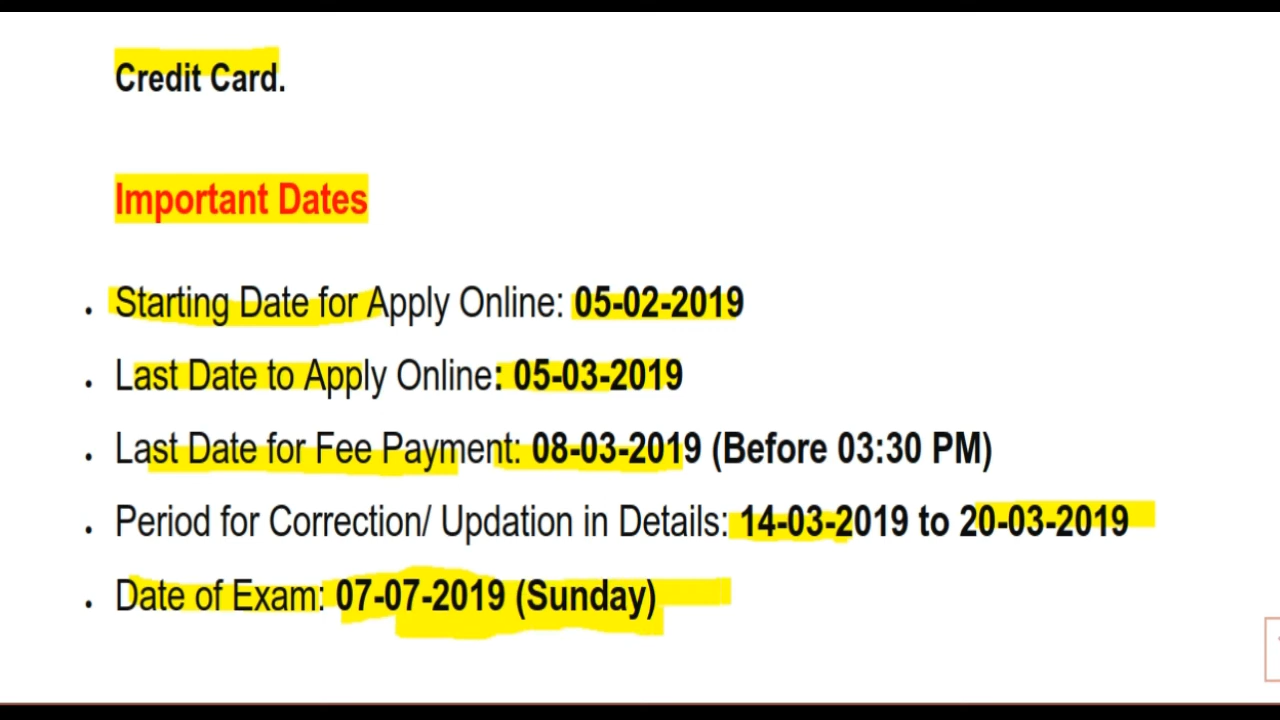 Credit Card.
Important Dates
• Starting Date for Apply Online: 05-02-2019
• Last Date to Apply Online: 05-03-2019
• Last Date for Fee Payment: 08-03-2019 (Before 03:30 PM)
• Period for Correction/ Updation in Details: 14-03-2019 to 20-03-2019
• Date of Exam: 07-07-2019 (Sunday)